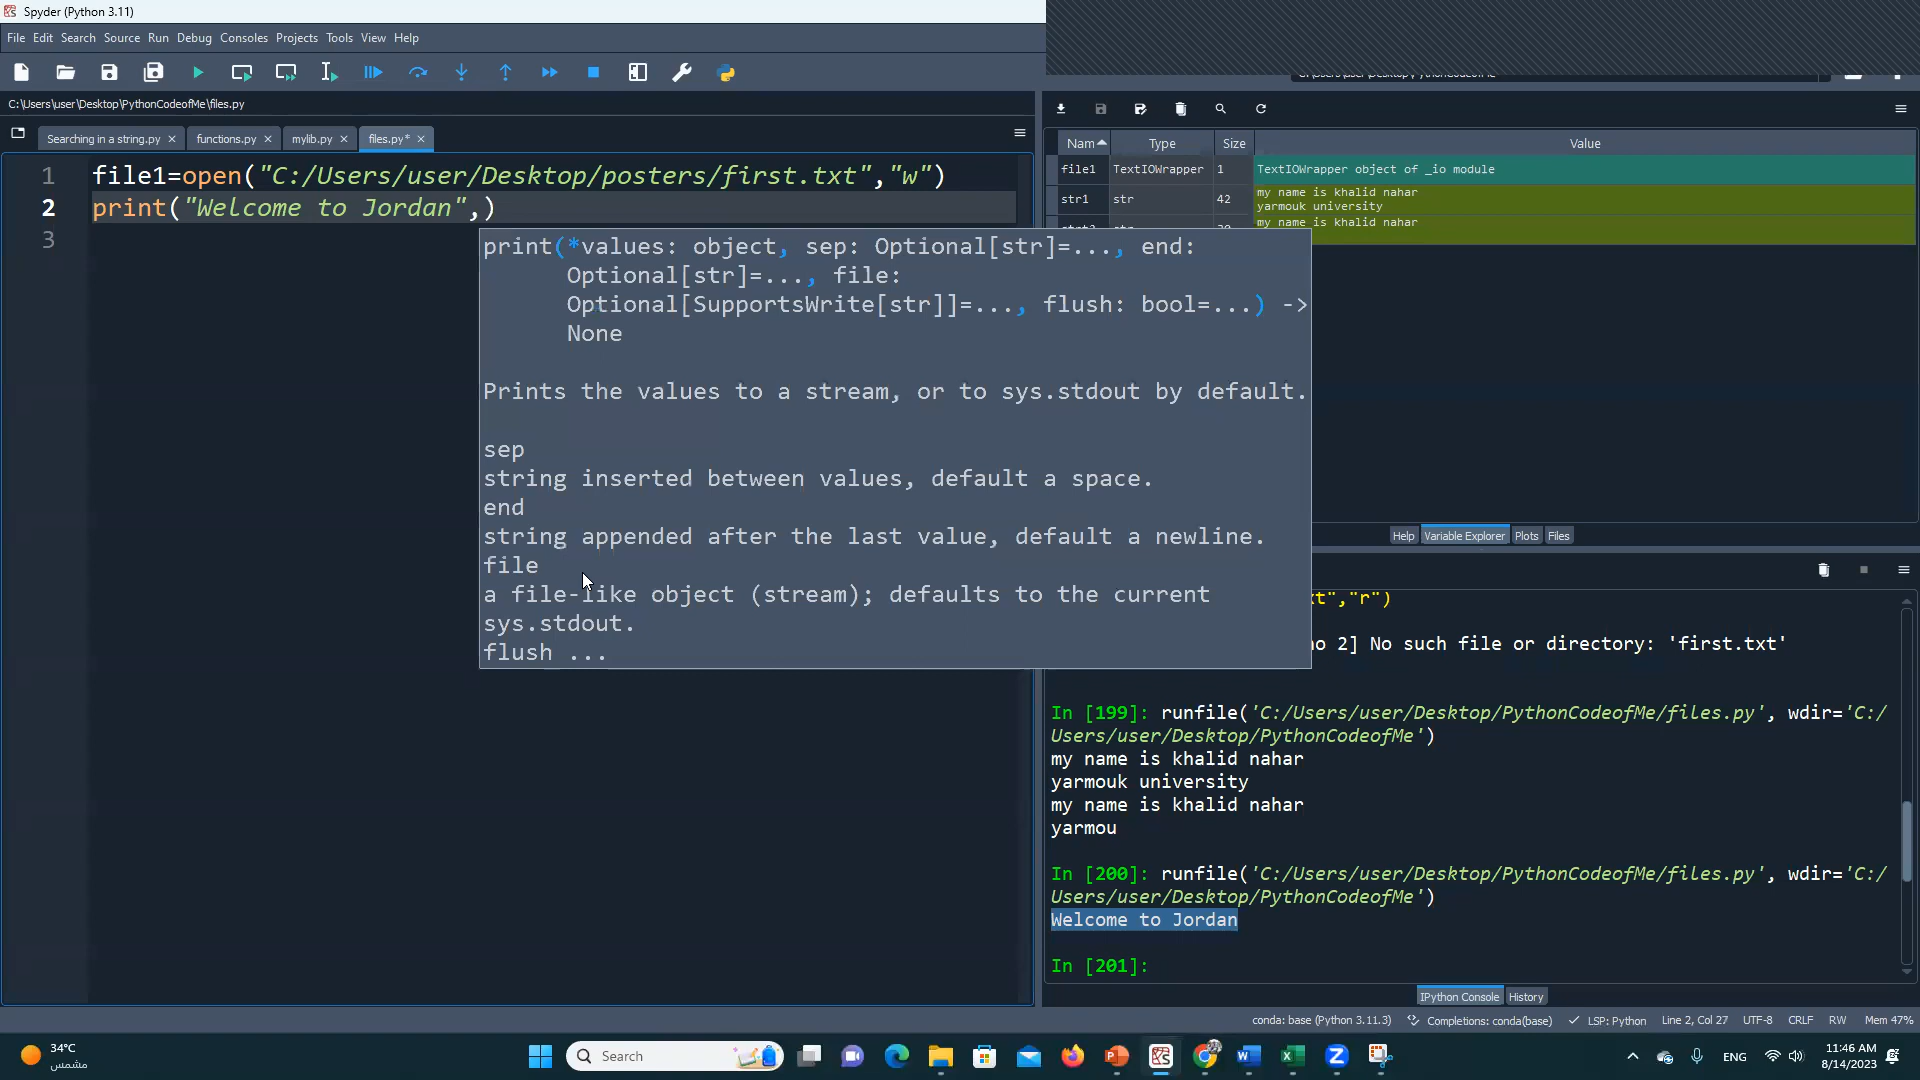 Spyder (Python 3.11)
File Edit Search Source Run Debug Consoles Projects Tools View Help
C:\Users\user\Desktop\PythonCodeofMe\files.py
Searching in a string.py functions.py mylib.py files.py*
1 file1=open("C:/Users/user/Desktop/posters/first.txt","w")
2 print("Welcome to Jordan",)
3
print(*values: object, sep: Optional[str]=..., end:
Optional[str]=..., file:
Optional[SupportsWrite[str]]=..., flush: bool=...) ->
None
Prints the values to a stream, or to sys.stdout by default.
sep
string inserted between values, default a space.
end
string appended after the last value, default a newline.
file
a file-like object (stream); defaults to the current
sys.stdout.
flush ...
Nam Type Size Value
file1 TextIOWrapper 1 TextIOWrapper object of _io module
str1 str 42 my name is khalid nahar
yarmouk university
my name is khalid nahar
Help Variable Explorer Plots Files
xt","r")
no 2] No such file or directory: 'first.txt'
In [199]: runfile('C:/Users/user/Desktop/PythonCodeofMe/files.py', wdir='C:/
Users/user/Desktop/PythonCodeofMe')
my name is khalid nahar
yarmouk university
my name is khalid nahar
yarmou
In [200]: runfile('C:/Users/user/Desktop/PythonCodeofMe/files.py', wdir='C:/
Users/user/Desktop/PythonCodeofMe')
Welcome to Jordan
In [201]:
IPython Console History
conda: base (Python 3.11.3) Completions: conda(base) LSP: Python Line 2, Col 27 UTF-8 CRLF RW Mem 47%
34°C
مشمس
Search
ENG
11:46 AM
8/14/2023